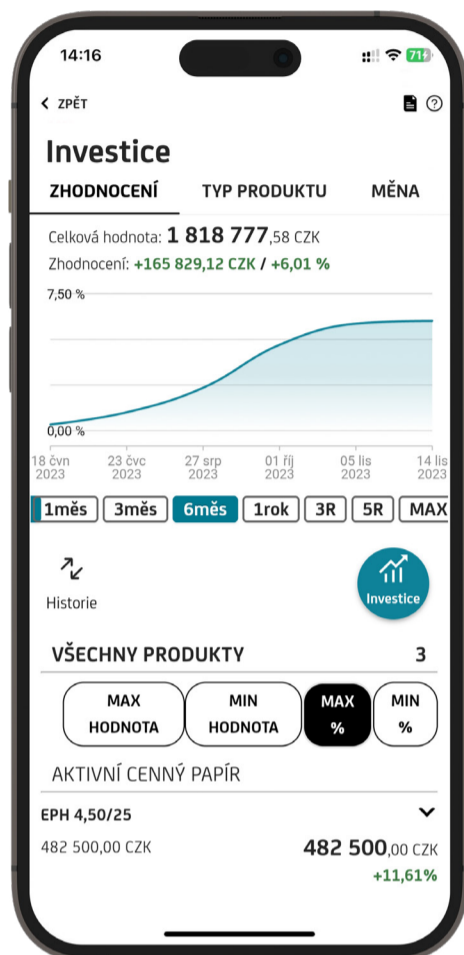 14:16
71
ZPĚT
Investice
ZHODNOCENÍ TYP PRODUKTU MĚNA
Celková hodnota: 1 818 777,58 CZK
Zhodnocení: +165 829,12 CZK / +6,01 %
7,50 %
0,00 %
18 čvn 2023
23 čvc 2023
27 srp 2023
01 říj 2023
05 lis 2023
14 lis 2023
1měs 3měs 6měs 1rok 3R 5R MAX
Historie
Investice
VŠECHNY PRODUKTY 3
MAX HODNOTA
MIN HODNOTA
MAX %
MIN %
AKTIVNÍ CENNÝ PAPÍR
EPH 4,50/25
482 500,00 CZK 482 500,00 CZK
+11,61%